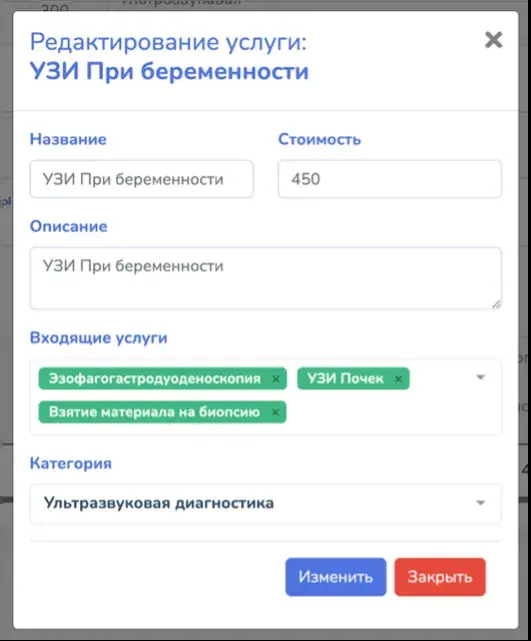 300
Редактирование услуги:
УЗИ При беременности
Название
Стоимость
УЗИ При беременности
450
Описание
УЗИ При беременности
Входящие услуги
Эзофагогастродуоденоскопия ×
УЗИ Почек ×
Взятие материала на биопсию ×
Категория
Ультразвуковая диагностика
Изменить
Закрыть